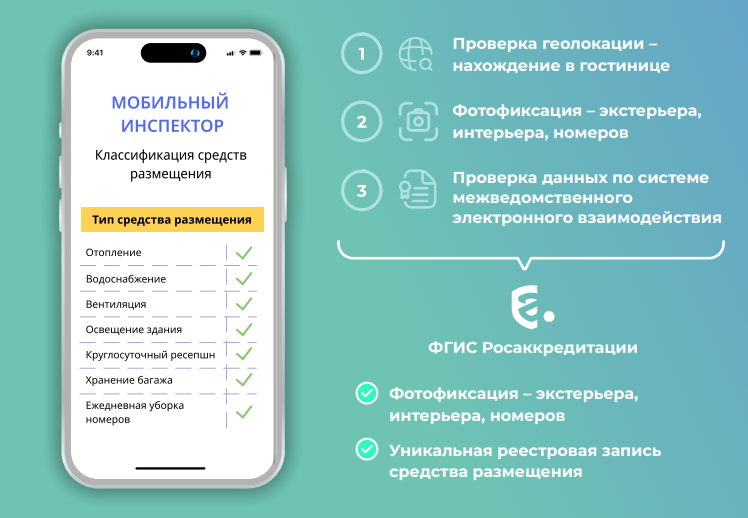 9:41
МОБИЛЬНЫЙ
ИНСПЕКТОР
Классификация средств
размещения
Тип средства размещения
Отопление
Водоснабжение
Вентиляция
Освещение здания
Круглосуточный ресепшн
Хранение багажа
Ежедневная уборка
номеров
1
Проверка геолокации –
нахождение в гостинице
2
Фотофиксация – экстерьера,
интерьера, номеров
3
Проверка данных по системе
межведомственного
электронного взаимодействия
ФГИС Росаккредитации
Фотофиксация – экстерьера,
интерьера, номеров
Уникальная реестровая запись
средства размещения